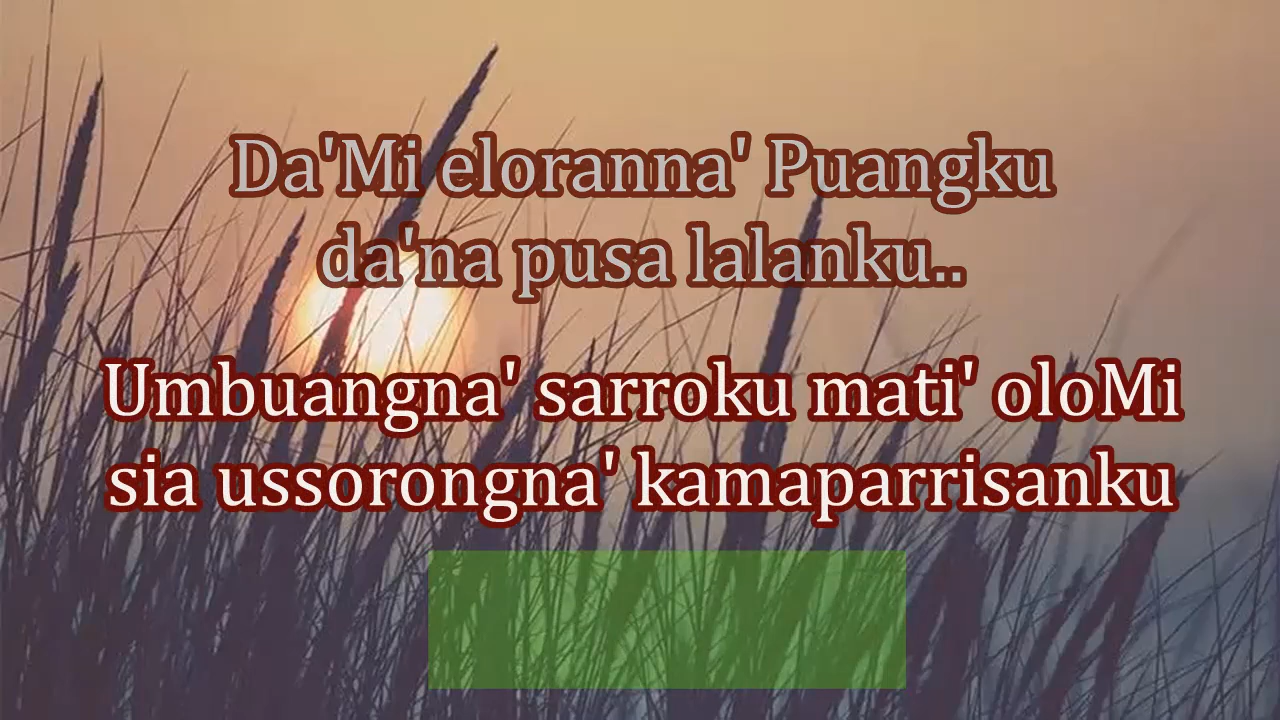 Da'Mi eloranna' Puangku
da'na pusa lalanku..
Umbuangna' sarroku mati' oloMi
sia ussorongna' kamaparrisanku